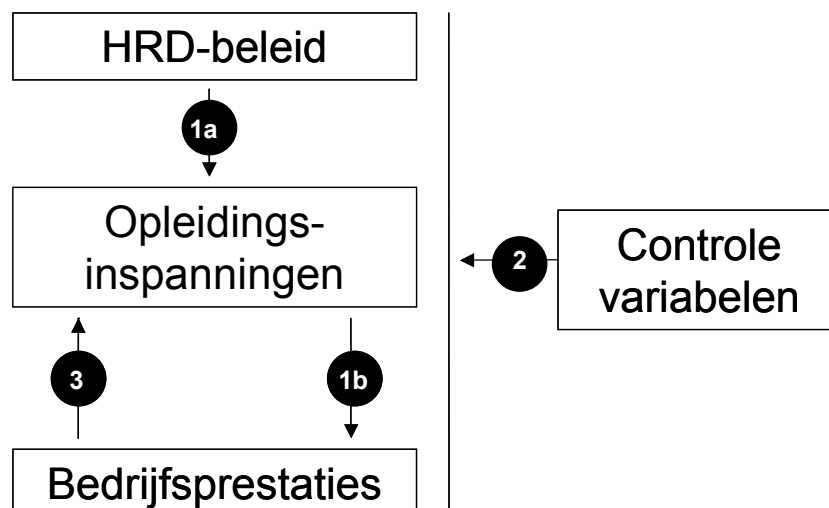 HRD-beleid
1a
Opleidings-
inspanningen
2
Controle
variabelen
3
1b
Bedrijfsprestaties